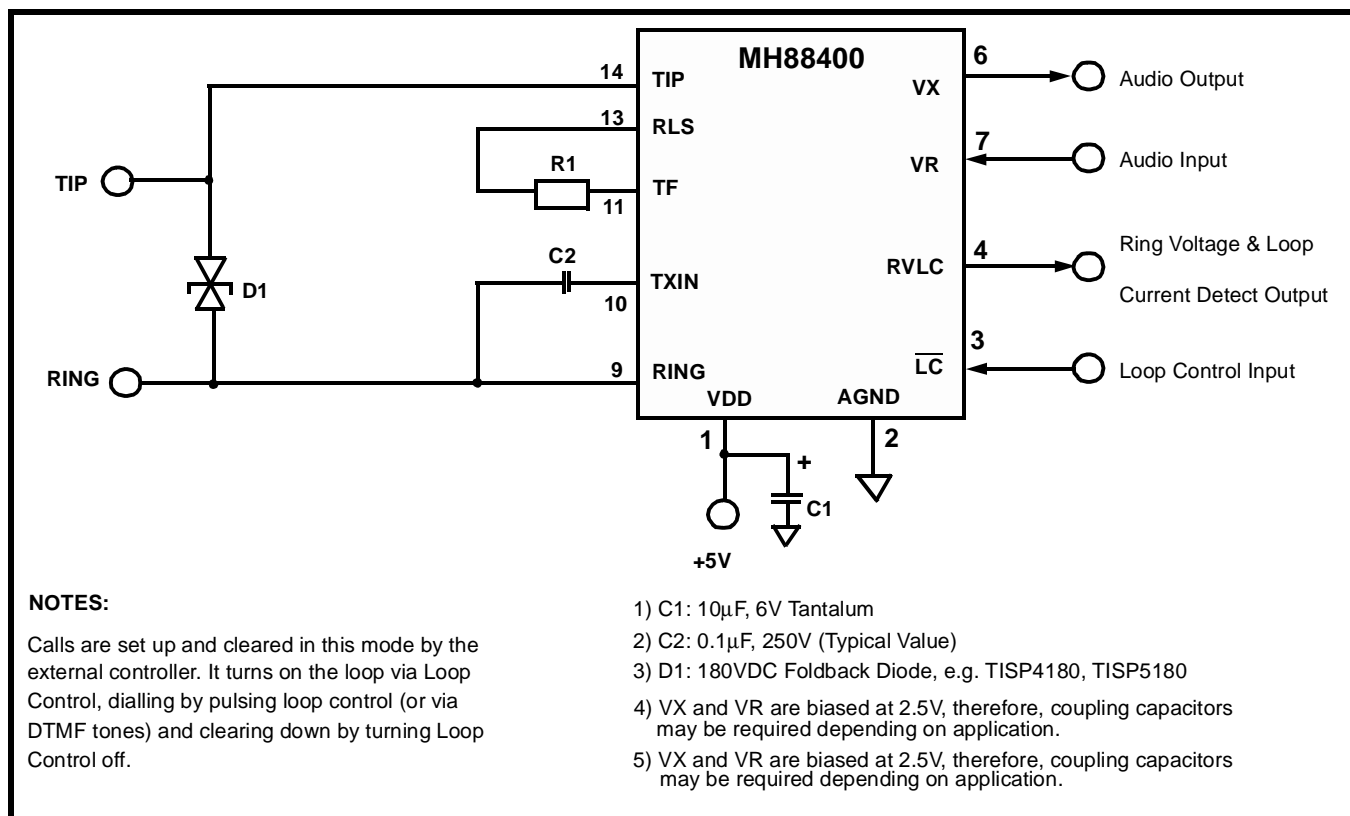 MH88400
14
TIP
VX
6
Audio Output
13
RLS
R1
VR
7
Audio Input
TIP
TF
11
Ring Voltage & Loop
Current Detect Output
C2
RVLC
4
D1
TXIN
10
3
RING
9
RING
LC
Loop Control Input
VDD
AGND
1
2
+
C1
+5V
NOTES:
Calls are set up and cleared in this mode by the
external controller. It turns on the loop via Loop
Control, dialling by pulsing loop control (or via
DTMF tones) and clearing down by turning Loop
Control off.
1) C1: 10μF, 6V Tantalum
2) C2: 0.1μF, 250V (Typical Value)
3) D1: 180VDC Foldback Diode, e.g. TISP4180, TISP5180
4) VX and VR are biased at 2.5V, therefore, coupling capacitors
may be required depending on application.
5) VX and VR are biased at 2.5V, therefore, coupling capacitors
may be required depending on application.